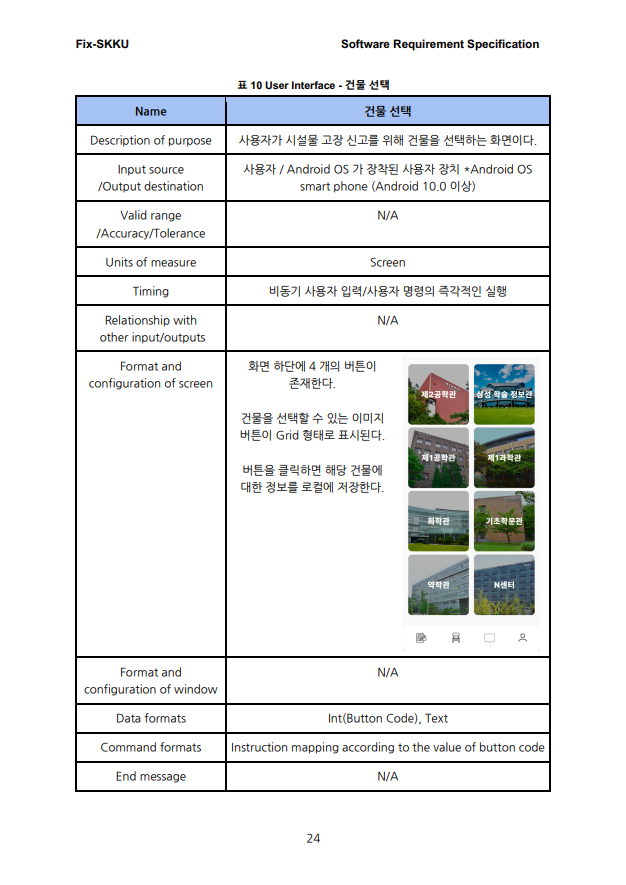 Fix-SKKU Software Requirement Specification
표 10 User Interface - 건물 선택
Name 건물 선택
Description of purpose 사용자가 시설물 고장 신고를 위해 건물을 선택하는 화면이다.
Input source 사용자 / Android OS 가 장착된 사용자 장치 *Android OS
/Output destination smart phone (Android 10.0 이상)
Valid range N/A
/Accuracy/Tolerance
Units of measure Screen
Timing 비동기 사용자 입력/사용자 명령의 즉각적인 실행
Relationship with N/A
other input/outputs
Format and
configuration of screen
화면 하단에 4 개의 버튼이
존재한다.
건물을 선택할 수 있는 이미지
버튼이 Grid 형태로 표시된다.
버튼을 클릭하면 해당 건물에
대한 정보를 로컬에 저장한다.
제2공학관 삼성 학술 정보관
제1공학관 제1과학관
화학관 기초학문관
약학관 N센터
Format and N/A
configuration of window
Data formats Int(Button Code), Text
Command formats Instruction mapping according to the value of button code
End message N/A
24